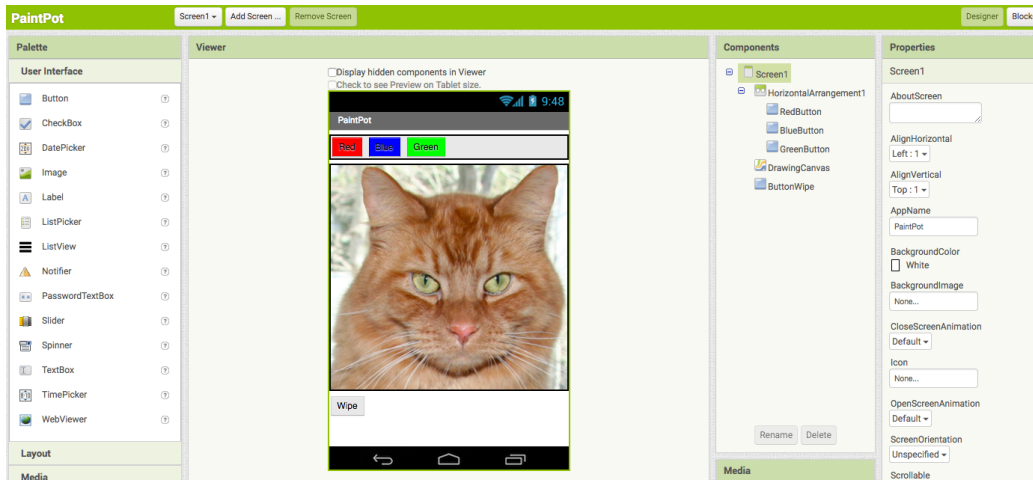 PaintPot
Screen1
Add Screen ...
Remove Screen
Designer
Block
Palette
User Interface
Button
CheckBox
DatePicker
Image
Label
ListPicker
ListView
Notifier
PasswordTextBox
Slider
Spinner
TextBox
TimePicker
WebViewer
Layout
Media
Viewer
Display hidden components in Viewer
Check to see Preview on Tablet size.
9:48
PaintPot
Red Blue Green
Wipe
Components
Screen1
HorizontalArrangement1
RedButton
BlueButton
GreenButton
DrawingCanvas
ButtonWipe
Rename Delete
Media
Properties
Screen1
AboutScreen
AlignHorizontal
Left : 1
AlignVertical
Top : 1
AppName
PaintPot
BackgroundColor
White
BackgroundImage
None...
CloseScreenAnimation
Default
Icon
None...
OpenScreenAnimation
Default
ScreenOrientation
Unspecified
Scrollable